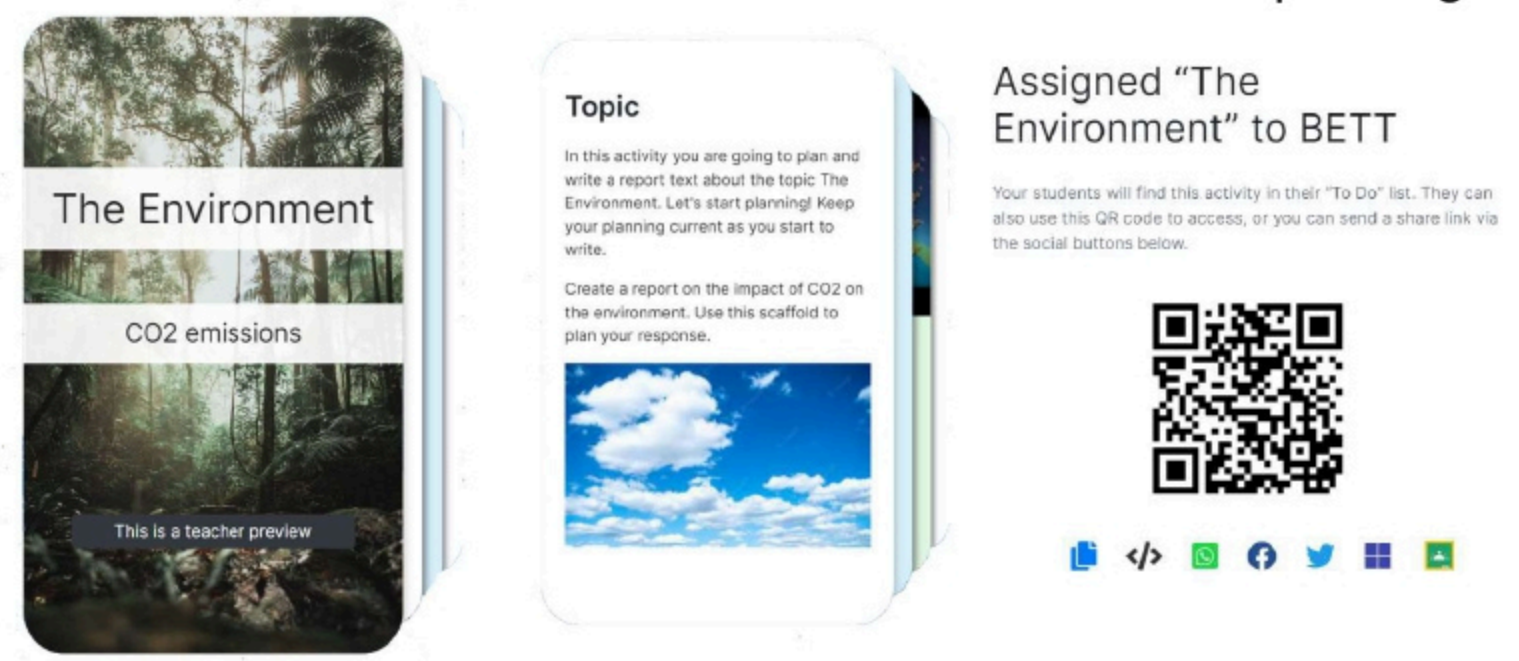 The Environment
CO2 emissions
This is a teacher preview
Topic
In this activity you are going to plan and
write a report text about the topic The
Environment. Let's start planning! Keep
your planning current as you start to
write.
Create a report on the impact of CO2 on
the environment. Use this scaffold to
plan your response.
Assigned “The
Environment” to BETT
Your students will find this activity in their "To Do" list. They can
also use this QR code to access, or you can send a share link via
the social buttons below.